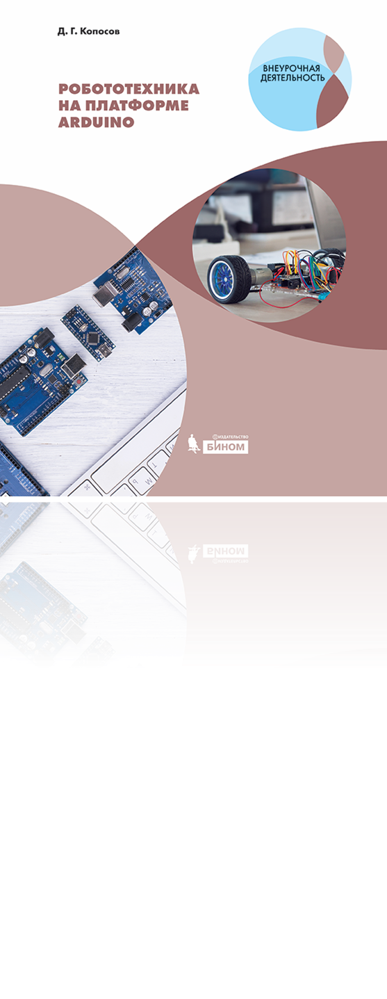 Д. Г. Копосов
ВНЕУРОЧНАЯ
ДЕЯТЕЛЬНОСТЬ
РОБОТОТЕХНИКА
НА ПЛАТФОРМЕ
ARDUINO
ИЗДАТЕЛЬСТВО
БИНОМ